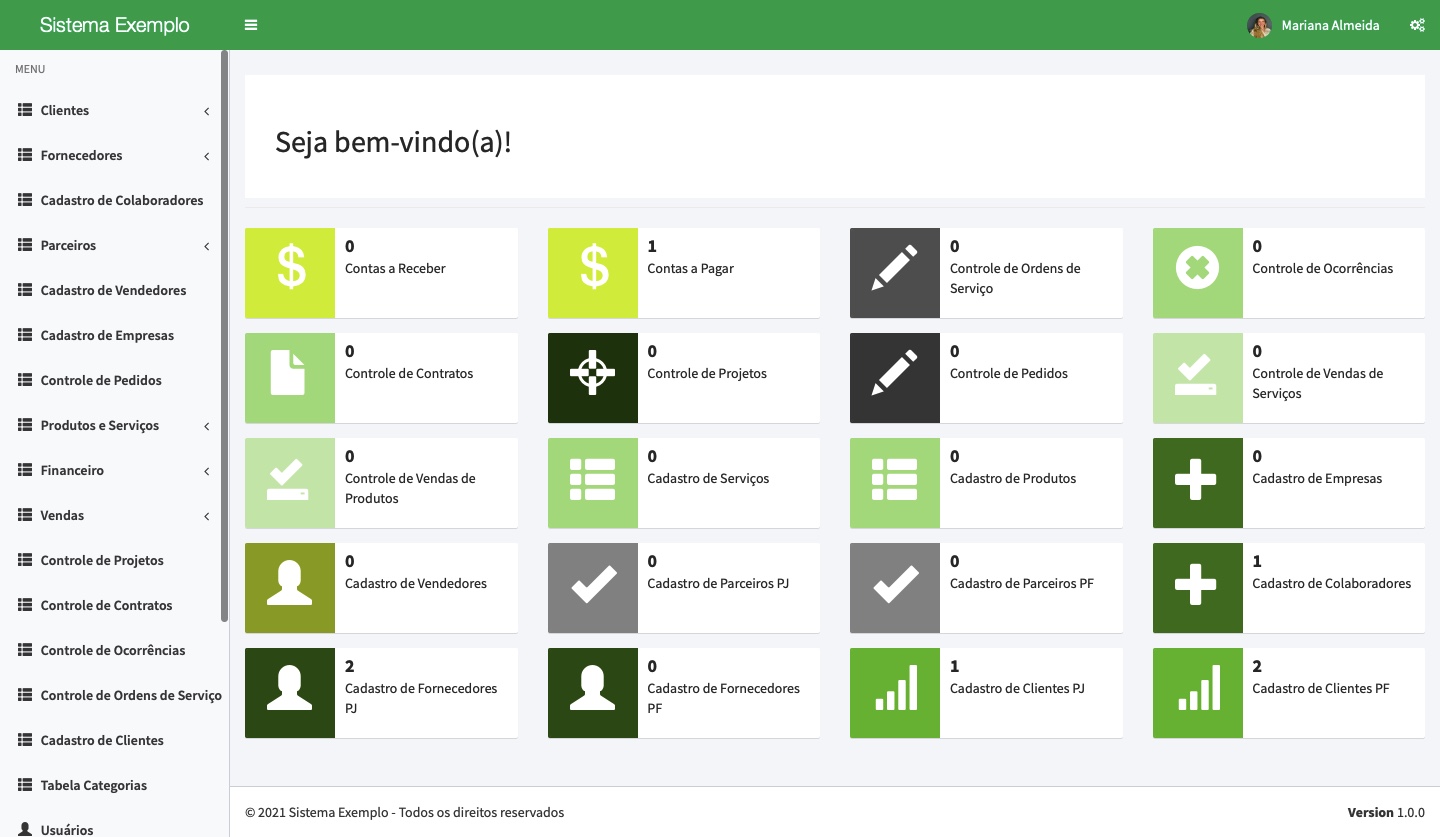 Sistema Exemplo
Mariana Almeida
MENU
Clientes
Fornecedores
Cadastro de Colaboradores
Parceiros
Cadastro de Vendedores
Cadastro de Empresas
Controle de Pedidos
Produtos e Serviços
Financeiro
Vendas
Controle de Projetos
Controle de Contratos
Controle de Ocorrências
Controle de Ordens de Serviço
Cadastro de Clientes
Tabela Categorias
Usuários
Seja bem-vindo(a)!
0
Contas a Receber
1
Contas a Pagar
0
Controle de Ordens de
Serviço
0
Controle de Ocorrências
0
Controle de Contratos
0
Controle de Projetos
0
Controle de Pedidos
0
Controle de Vendas de
Serviços
0
Controle de Vendas de
Produtos
0
Cadastro de Serviços
0
Cadastro de Produtos
0
Cadastro de Empresas
0
Cadastro de Vendedores
0
Cadastro de Parceiros PJ
0
Cadastro de Parceiros PF
1
Cadastro de Colaboradores
2
Cadastro de Fornecedores
PJ
0
Cadastro de Fornecedores
PF
1
Cadastro de Clientes PJ
2
Cadastro de Clientes PF
© 2021 Sistema Exemplo - Todos os direitos reservados
Version 1.0.0